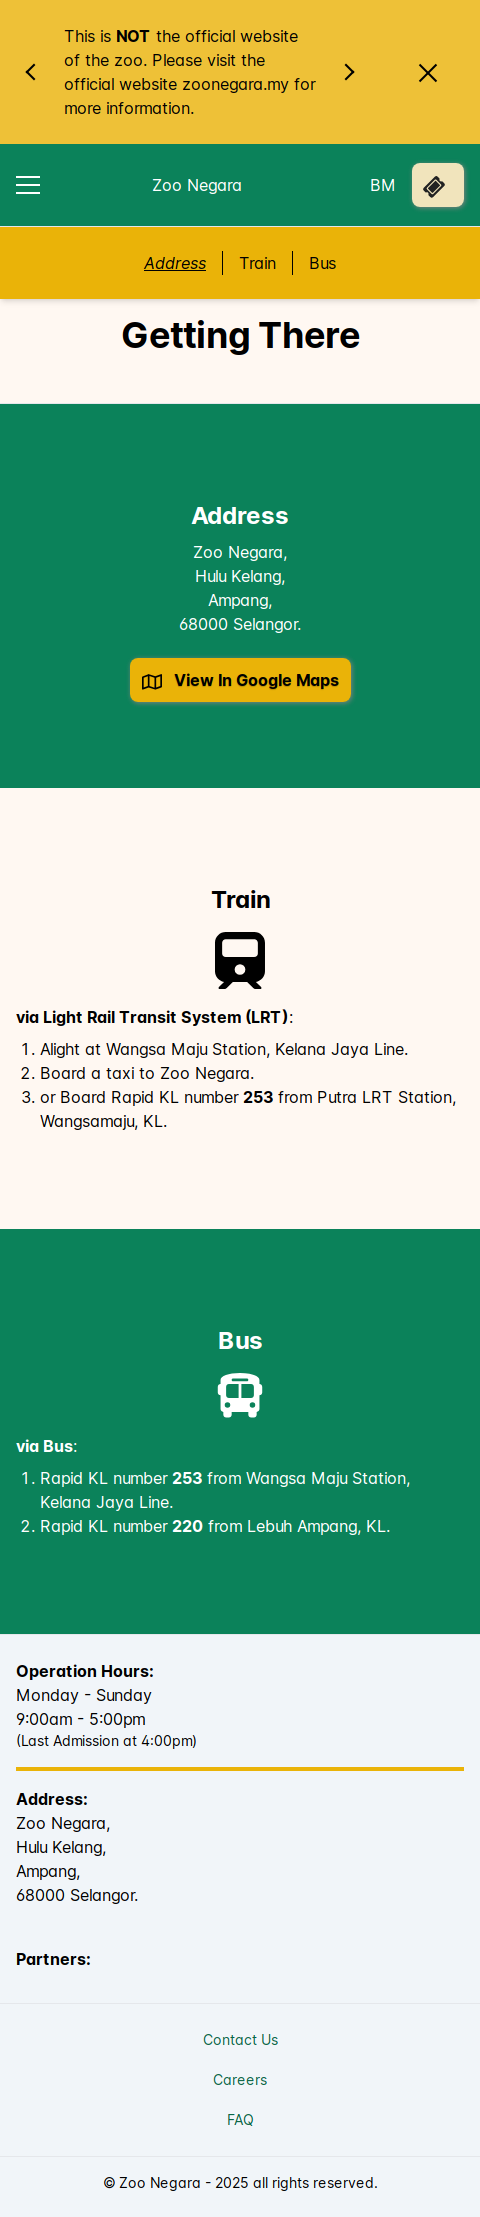 This is NOT the official website
of the zoo. Please visit the
official website zoonegara.my for
more information.
Zoo Negara
BM
Address
Train
Bus
Getting There
Address
Zoo Negara,
Hulu Kelang,
Ampang,
68000 Selangor.
View In Google Maps
Train
via Light Rail Transit System (LRT):
1. Alight at Wangsa Maju Station, Kelana Jaya Line.
2. Board a taxi to Zoo Negara.
3. or Board Rapid KL number 253 from Putra LRT Station,
Wangsamaju, KL.
Bus
via Bus:
1. Rapid KL number 253 from Wangsa Maju Station,
Kelana Jaya Line.
2. Rapid KL number 220 from Lebuh Ampang, KL.
Operation Hours:
Monday - Sunday
9:00am - 5:00pm
(Last Admission at 4:00pm)
Address:
Zoo Negara,
Hulu Kelang,
Ampang,
68000 Selangor.
Partners:
Contact Us
Careers
FAQ
© Zoo Negara - 2025 all rights reserved.